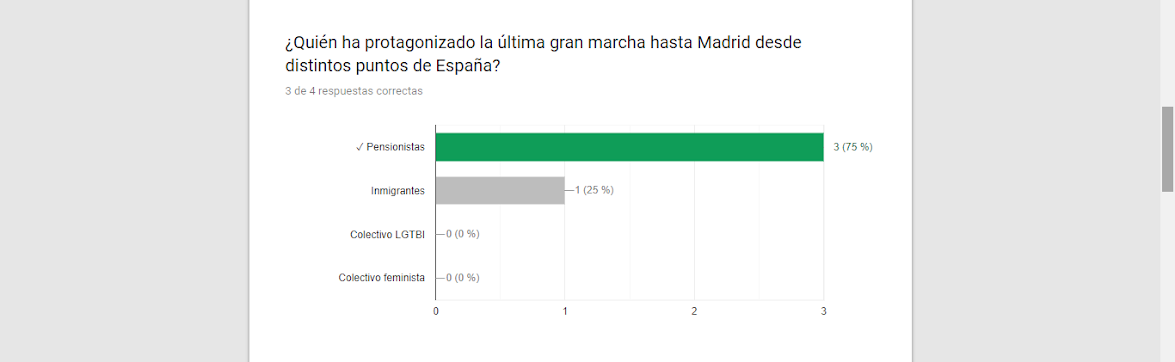 ¿Quién ha protagonizado la última gran marcha hasta Madrid desde
distintos puntos de España?
3 de 4 respuestas correctas
✓ Pensionistas
3 (75 %)
Inmigrantes
1 (25 %)
Colectivo LGTBI
0 (0 %)
Colectivo feminista
0 (0 %)
0 1 2 3